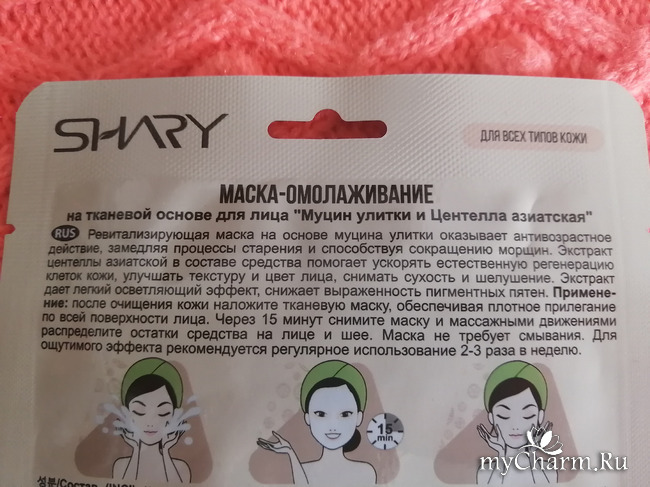 SHARY
ДЛЯ ВСЕХ ТИПОВ КОЖИ
МАСКА-ОМОЛАЖИВАНИЕ
на тканевой основе для лица "Муцин улитки и Центелла азиатская"
RUS Ревитализирующая маска на основе муцина улитки оказывает антивозрастное
действие, замедляя процессы старения и способствуя сокращению морщин. Экстракт
центеллы азиатской в составе средства помогает ускорять естественную регенерацию
клеток кожи, улучшать текстуру и цвет лица, снимать сухость и шелушение. Экстракт
дает легкий осветляющий эффект, снижает выраженность пигментных пятен. Примене-
ние: после очищения кожи наложите тканевую маску, обеспечивая плотное прилегание
по всей поверхности лица. Через 15 минут снимите маску и массажными движениями
распределите остатки средства на лице и шее. Маска не требует смывания. Для
ощутимого эффекта рекомендуется регулярное использование 2-3 раза в неделю.
15
min
myCharm.Ru